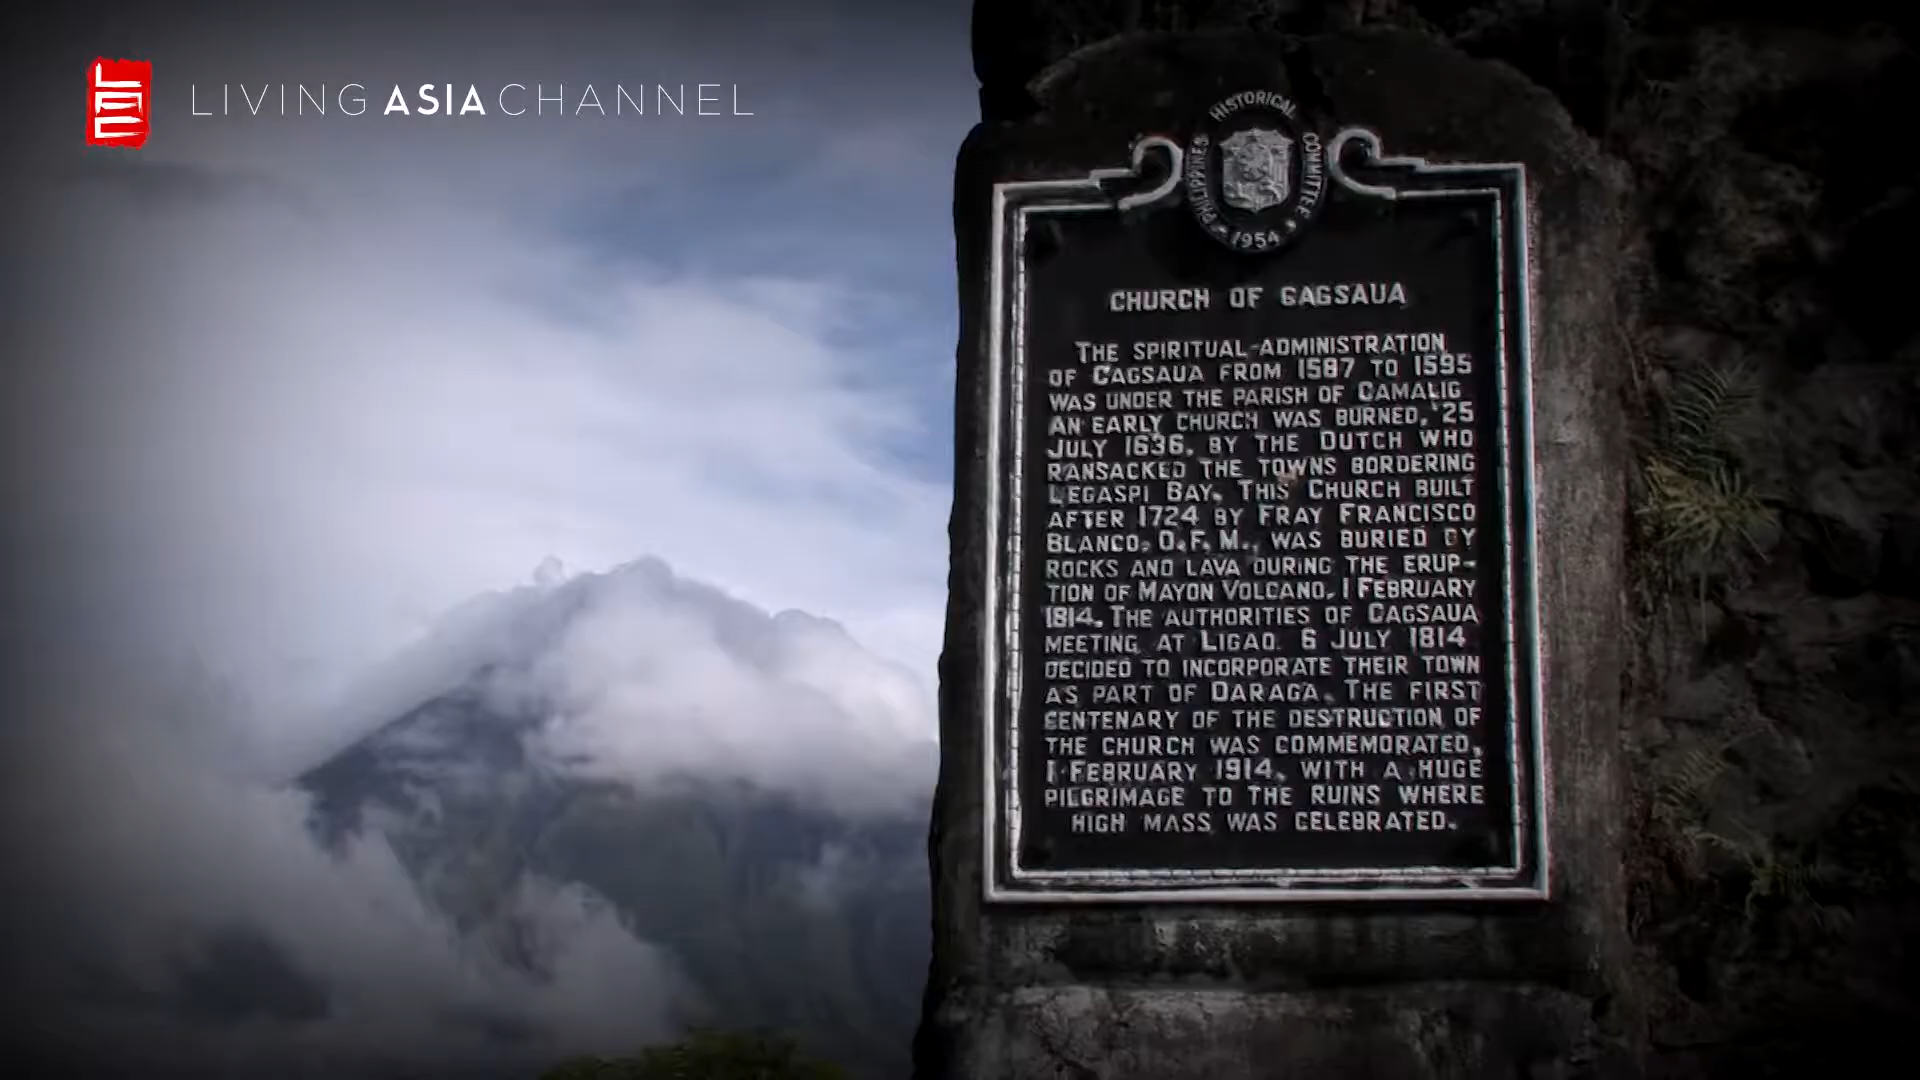 LIVING ASIA CHANNEL
PHILIPPINES HISTORICAL COMMITTEE
1954
CHURCH OF CAGSAUA
THE SPIRITUAL-ADMINISTRATION
OF CAGSAUA FROM 1587 TO 1595
WAS UNDER THE PARISH OF CAMALIG
AN EARLY CHURCH WAS BURNED, 25
JULY 1636, BY THE DUTCH WHO
RANSACKED THE TOWNS BORDERING
LEGASPI BAY. THIS CHURCH BUILT
AFTER 1724 BY FRAY FRANCISCO
BLANCO, O.F.M., WAS BURIED BY
ROCKS AND LAVA DURING THE ERUP-
TION OF MAYON VOLCANO, 1 FEBRUARY
1814. THE AUTHORITIES OF CAGSAUA
MEETING AT LIGAO 6 JULY 1814
DECIDED TO INCORPORATE THEIR TOWN
AS PART OF DARAGA. THE FIRST
CENTENARY OF THE DESTRUCTION OF
THE CHURCH WAS COMMEMORATED,
1 FEBRUARY 1914, WITH A HUGE
PILGRIMAGE TO THE RUINS WHERE
HIGH MASS WAS CELEBRATED.